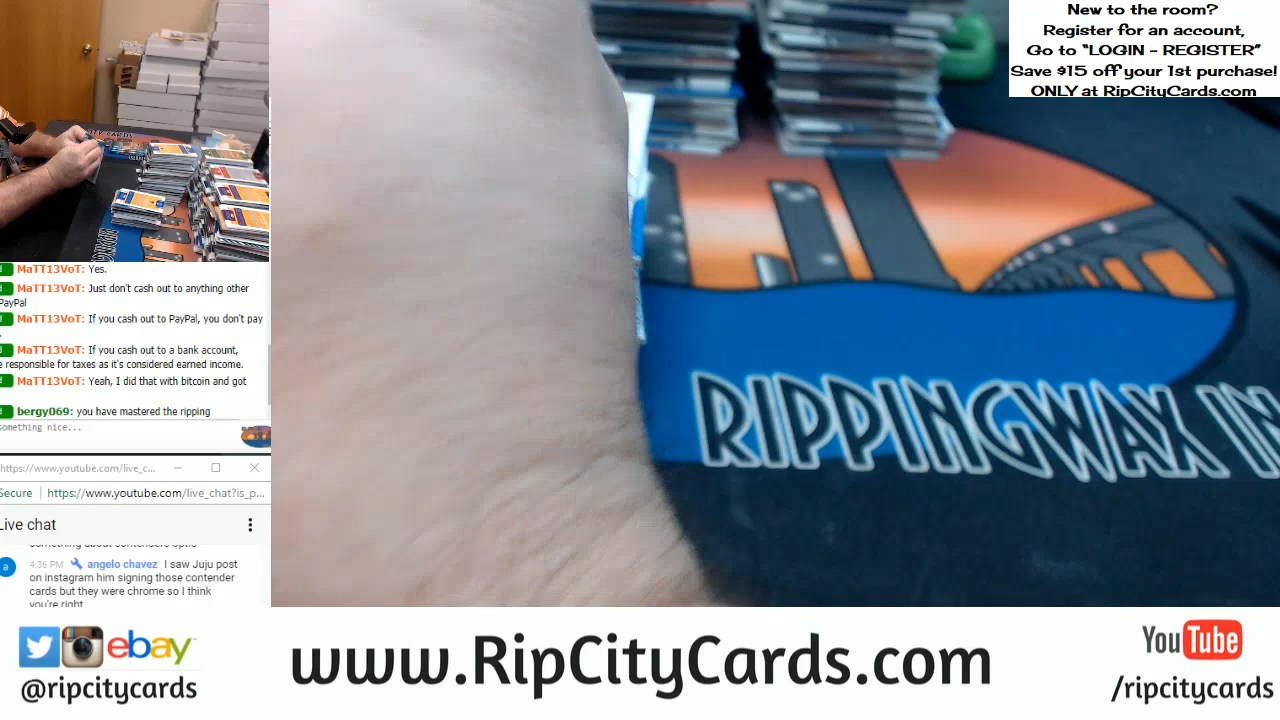 New to the room?
Register for an account,
Go to “LOGIN - REGISTER”
Save $15 off your 1st purchase!
ONLY at RipCityCards.com
MaTT13VoT: Yes.
MaTT13VoT: Just don't cash out to anything other
PayPal
MaTT13VoT: If you cash out to PayPal, you don't pay
MaTT13VoT: If you cash out to a bank account,
responsible for taxes as it's considered earned income.
MaTT13VoT: Yeah, I did that with bitcoin and got
bergy069: you have mastered the ripping
something nice...
https://www.youtube.com/live_c...
Secure https://www.youtube.com/live_chat?is_p...
Live chat
something about contenders optic
a 4:36 PM angelo chavez I saw Juju post
on instagram him signing those contender
cards but they were chrome so I think
you're right
RIPPINGWAX IN
ebay
@ripcitycards
www.RipCityCards.com
YouTube
/ripcitycards